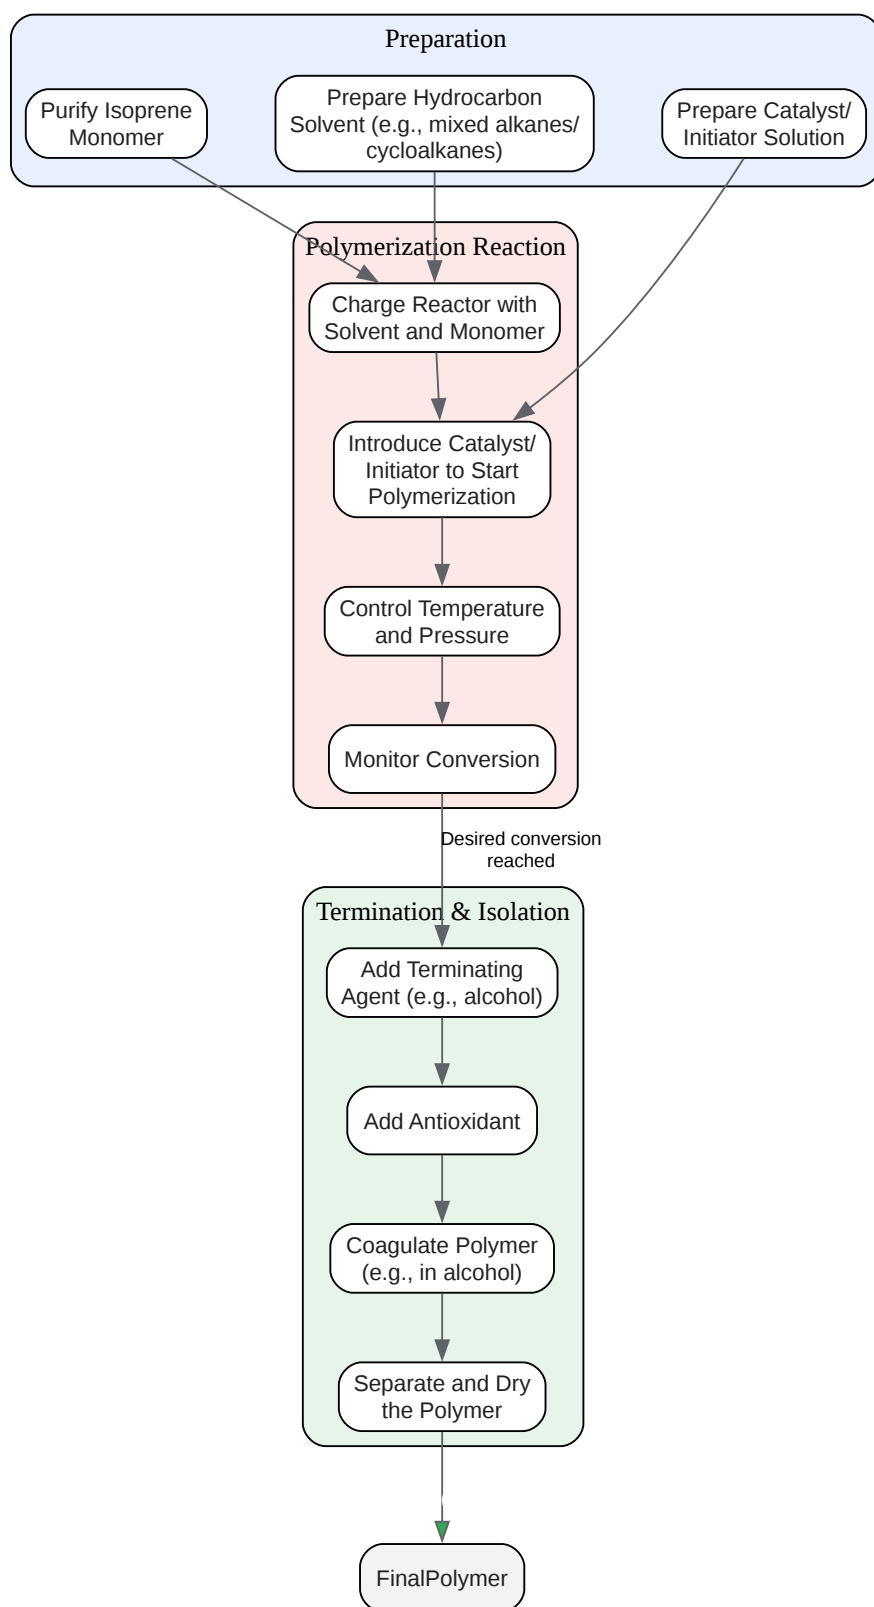 Preparation
Purify Isoprene
Monomer
Prepare Hydrocarbon
Solvent (e.g., mixed alkanes/
cycloalkanes)
Prepare Catalyst/
Initiator Solution
Polymerization Reaction
Charge Reactor with
Solvent and Monomer
Introduce Catalyst/
Initiator to Start
Polymerization
Control Temperature
and Pressure
Monitor Conversion
Desired conversion
reached
Termination & Isolation
Add Terminating
Agent (e.g., alcohol)
Add Antioxidant
Coagulate Polymer
(e.g., in alcohol)
Separate and Dry
the Polymer
FinalPolymer